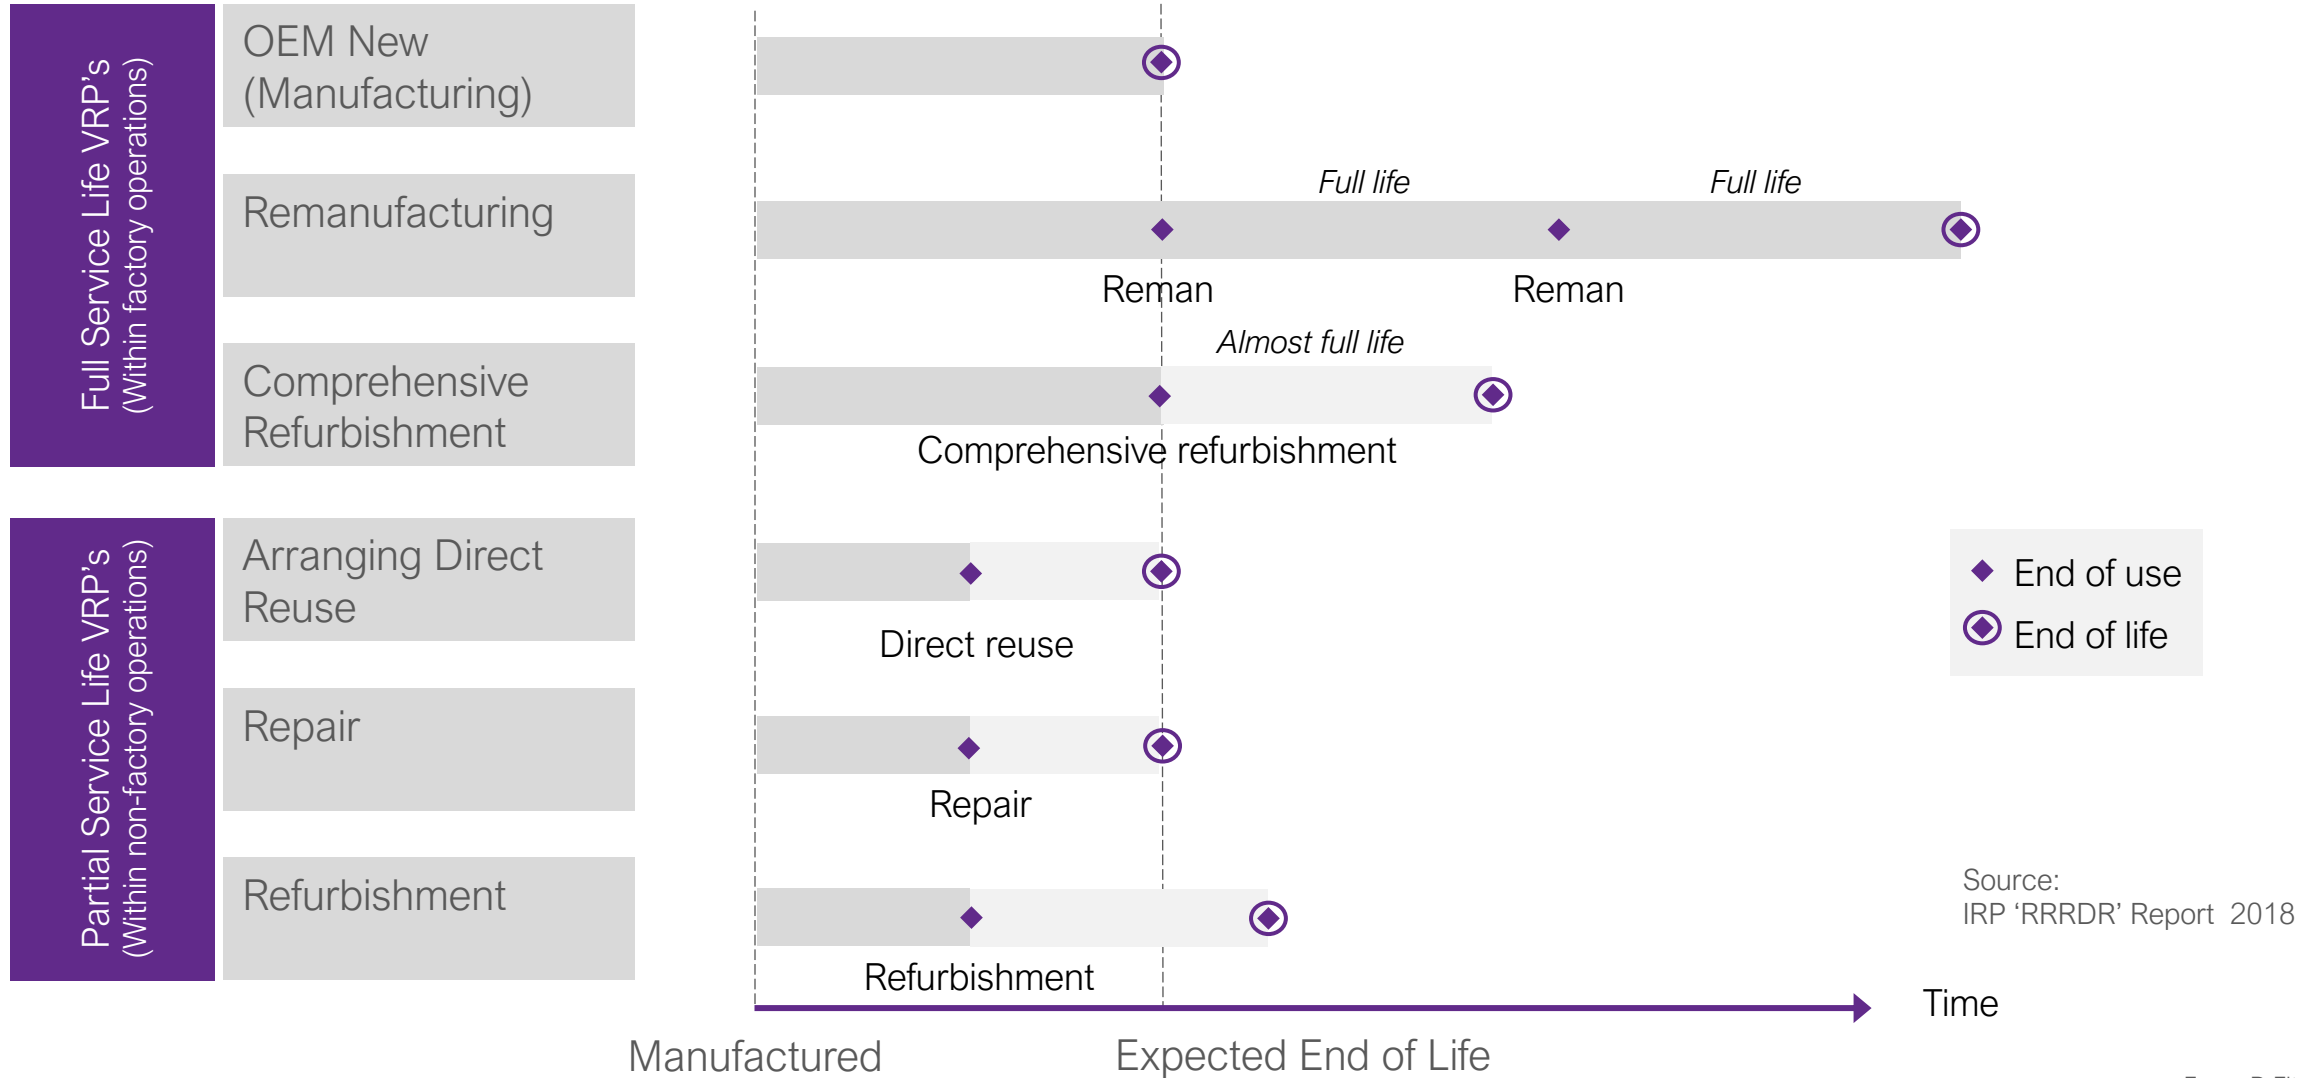 Full Service Life VRP's
(Within factory operations)
OEM New
(Manufacturing)
Remanufacturing
Full life
Full life
Reman
Reman
Comprehensive
Refurbishment
Almost full life
Comprehensive refurbishment
Partial Service Life VRP's
(Within non-factory operations)
Arranging Direct
Reuse
Direct reuse
End of use
End of life
Repair
Repair
Refurbishment
Refurbishment
Source:
IRP ‘RRRDR’ Report 2018
Time
Manufactured
Expected End of Life